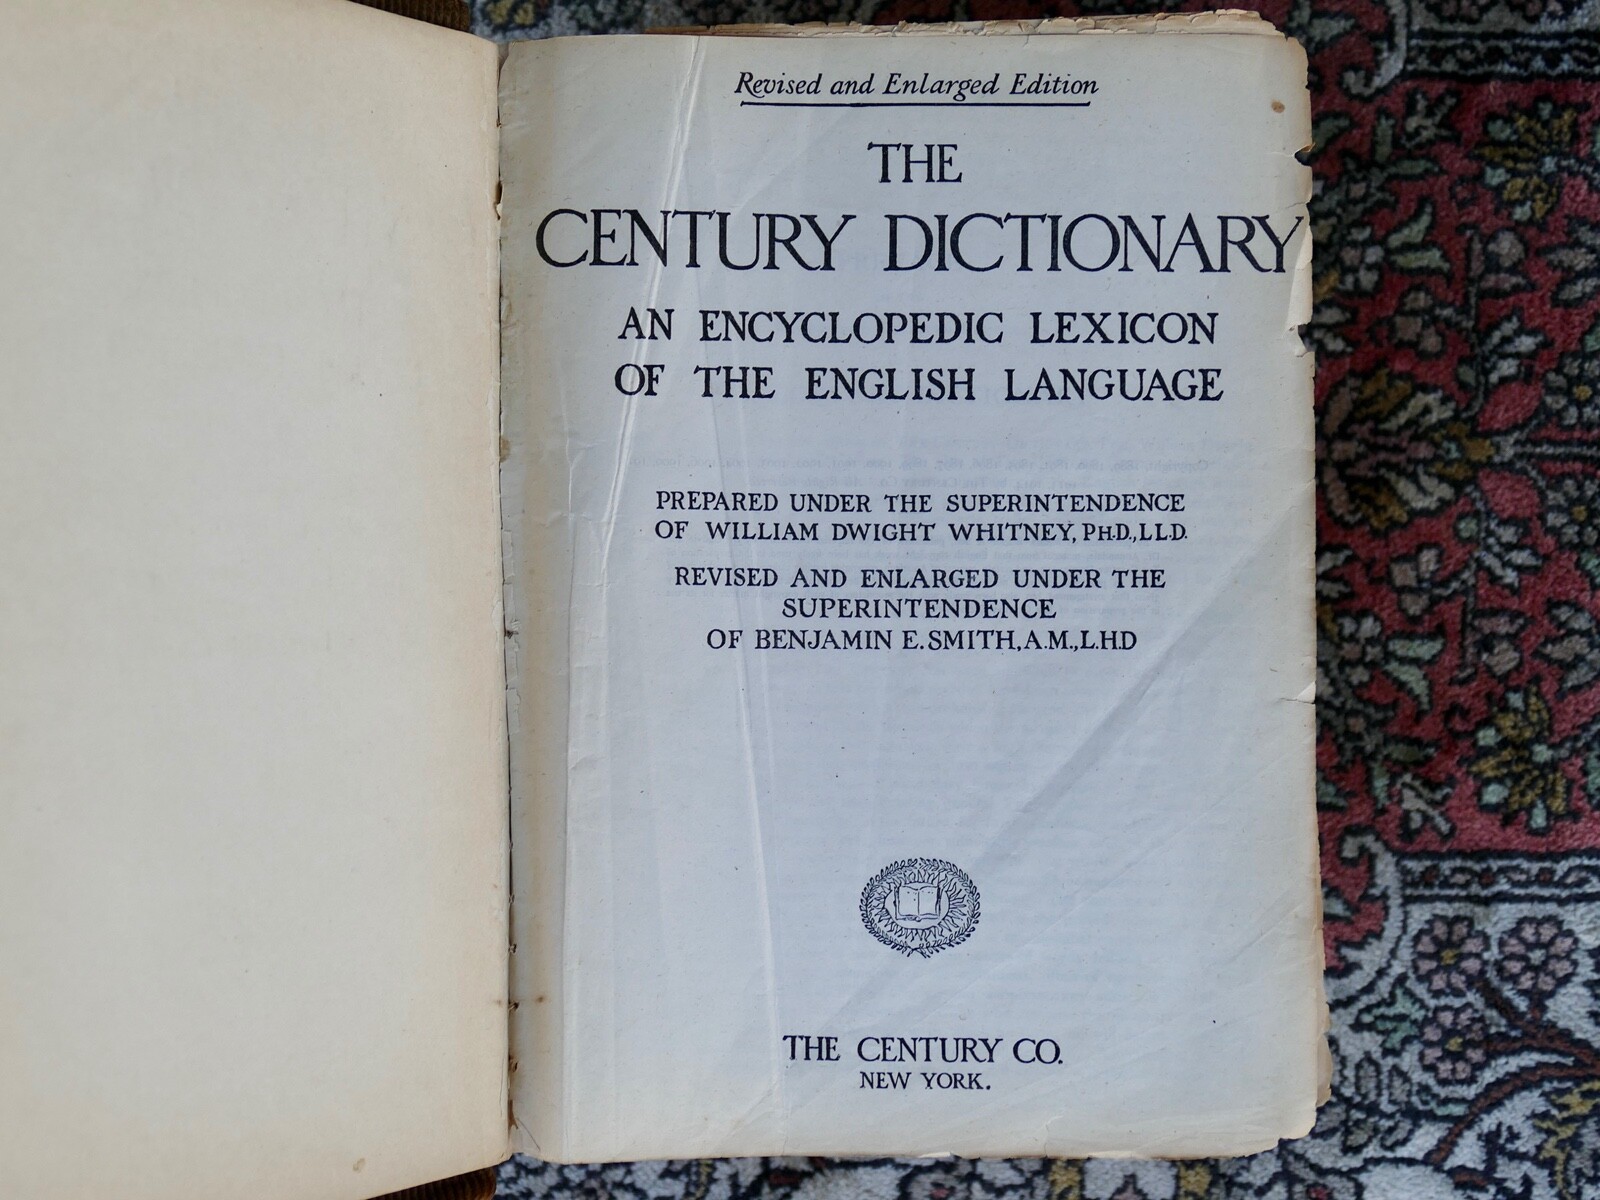 Revised and Enlarged Edition
THE
CENTURY DICTIONARY
AN ENCYCLOPEDIC LEXICON
OF THE ENGLISH LANGUAGE
PREPARED UNDER THE SUPERINTENDENCE
OF WILLIAM DWIGHT WHITNEY, PH.D., LL.D.
REVISED AND ENLARGED UNDER THE
SUPERINTENDENCE
OF BENJAMIN E. SMITH, A.M., L.H.D
THE CENTURY CO.
NEW YORK.